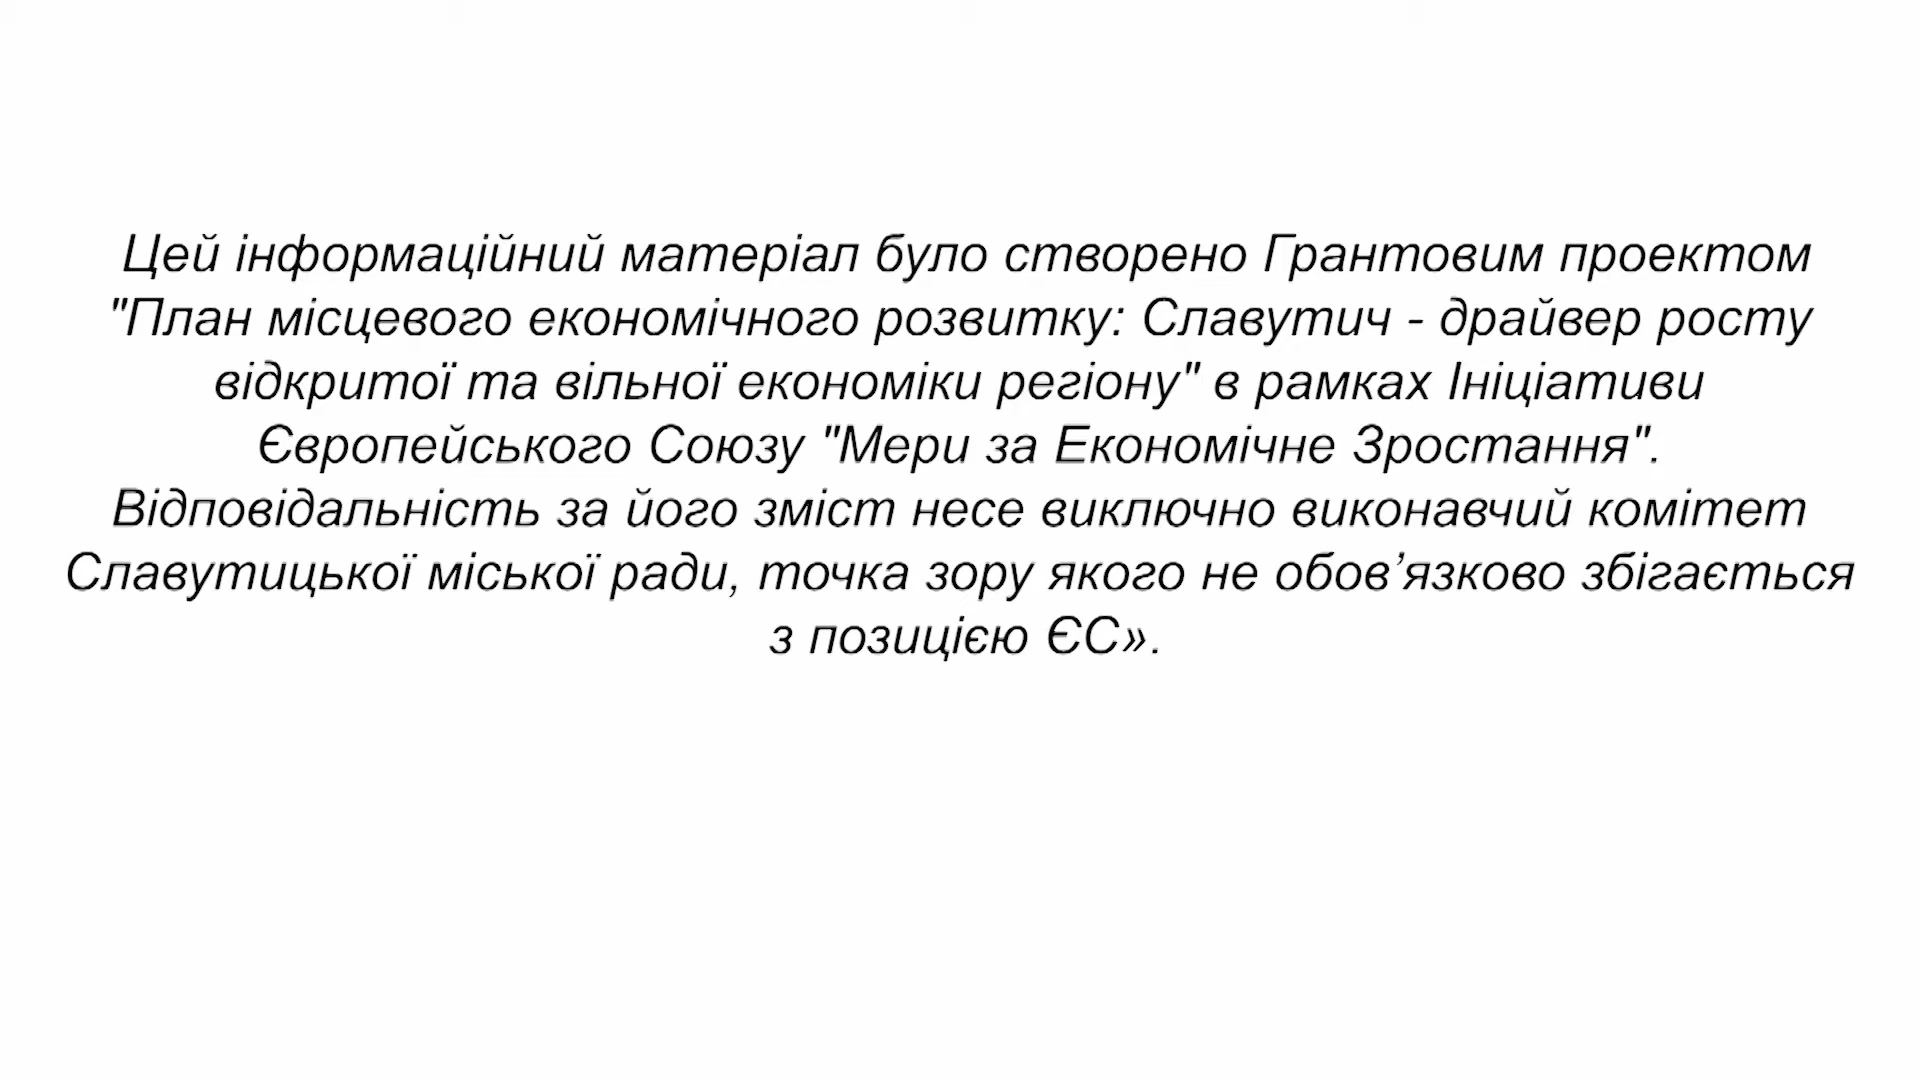 Цей інформаційний матеріал було створено Грантовим проектом
"План місцевого економічного розвитку: Славутич - драйвер росту
відкритої та вільної економіки регіону" в рамках Ініціативи
Європейського Союзу "Мери за Економічне Зростання".
Відповідальність за його зміст несе виключно виконавчий комітет
Славутицької міської ради, точка зору якого не обов’язково збігається
з позицією ЄС».